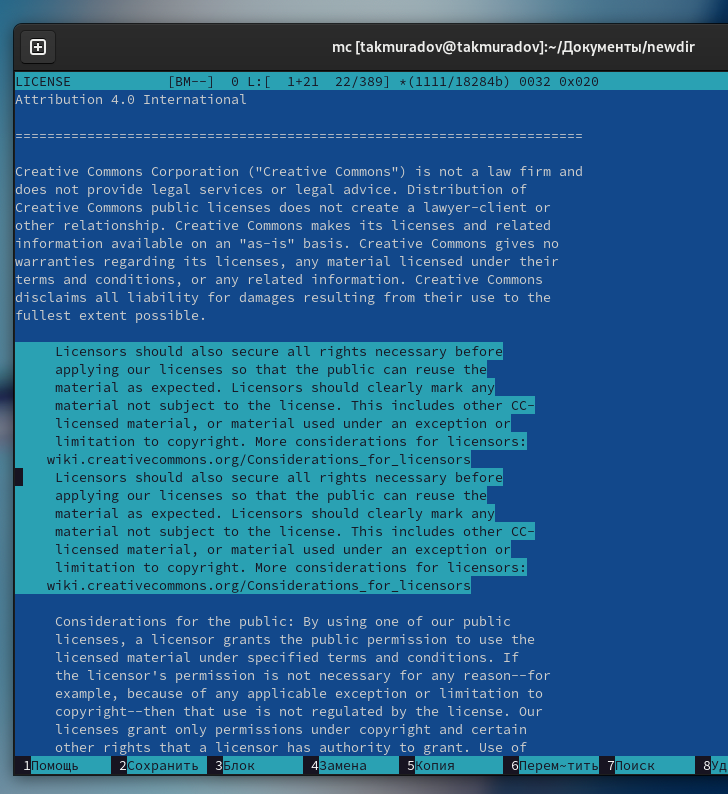 mc [takmuradov@takmuradov]:~/Документы/newdir
LICENSE            [BM--]  0 L:[  1+21  22/389] *(1111/18284b) 0032 0x020
Attribution 4.0 International
=======================================================================
Creative Commons Corporation ("Creative Commons") is not a law firm and
does not provide legal services or legal advice. Distribution of
Creative Commons public licenses does not create a lawyer-client or
other relationship. Creative Commons makes its licenses and related
information available on an "as-is" basis. Creative Commons gives no
warranties regarding its licenses, any material licensed under their
terms and conditions, or any related information. Creative Commons
disclaims all liability for damages resulting from their use to the
fullest extent possible.
Licensors should also secure all rights necessary before
applying our licenses so that the public can reuse the
material as expected. Licensors should clearly mark any
material not subject to the license. This includes other CC-
licensed material, or material used under an exception or
limitation to copyright. More considerations for licensors:
wiki.creativecommons.org/Considerations_for_licensors
Licensors should also secure all rights necessary before
applying our licenses so that the public can reuse the
material as expected. Licensors should clearly mark any
material not subject to the license. This includes other CC-
licensed material, or material used under an exception or
limitation to copyright. More considerations for licensors:
wiki.creativecommons.org/Considerations_for_licensors
Considerations for the public: By using one of our public
licenses, a licensor grants the public permission to use the
licensed material under specified terms and conditions. If
the licensor's permission is not necessary for any reason--for
example, because of any applicable exception or limitation to
copyright--then that use is not regulated by the license. Our
licenses grant only permissions under copyright and certain
other rights that a licensor has authority to grant. Use of
1Помощь 2Сохранить 3Блок 4Замена 5Копия 6Перем~тить 7Поиск 8Уд